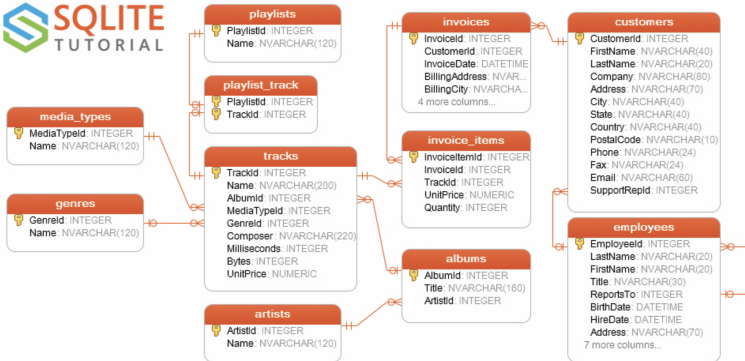 SQLITE
TUTORIAL
playlists
PlaylistId: INTEGER
Name: NVARCHAR(120)
playlist_track
PlaylistId: INTEGER
TrackId: INTEGER
media_types
MediaTypeId: INTEGER
Name: NVARCHAR(120)
genres
GenreId: INTEGER
Name: NVARCHAR(120)
tracks
TrackId: INTEGER
Name: NVARCHAR(200)
AlbumId: INTEGER
MediaTypeId: INTEGER
GenreId: INTEGER
Composer: NVARCHAR(220)
Milliseconds: INTEGER
Bytes: INTEGER
UnitPrice: NUMERIC
artists
ArtistId: INTEGER
Name: NVARCHAR(120)
invoices
InvoiceId: INTEGER
CustomerId: INTEGER
InvoiceDate: DATETIME
BillingAddress: NVAR...
BillingCity: NVARCHA...
4 more columns...
invoice_items
InvoiceItemId: INTEGER
InvoiceId: INTEGER
TrackId: INTEGER
UnitPrice: NUMERIC
Quantity: INTEGER
albums
AlbumId: INTEGER
Title: NVARCHAR(160)
ArtistId: INTEGER
customers
CustomerId: INTEGER
FirstName: NVARCHAR(40)
LastName: NVARCHAR(20)
Company: NVARCHAR(80)
Address: NVARCHAR(70)
City: NVARCHAR(40)
State: NVARCHAR(40)
Country: NVARCHAR(40)
PostalCode: NVARCHAR(10)
Phone: NVARCHAR(24)
Fax: NVARCHAR(24)
Email: NVARCHAR(60)
SupportRepId: INTEGER
employees
EmployeeId: INTEGER
LastName: NVARCHAR(20)
FirstName: NVARCHAR(20)
Title: NVARCHAR(30)
ReportsTo: INTEGER
BirthDate: DATETIME
HireDate: DATETIME
Address: NVARCHAR(70)
7 more columns...